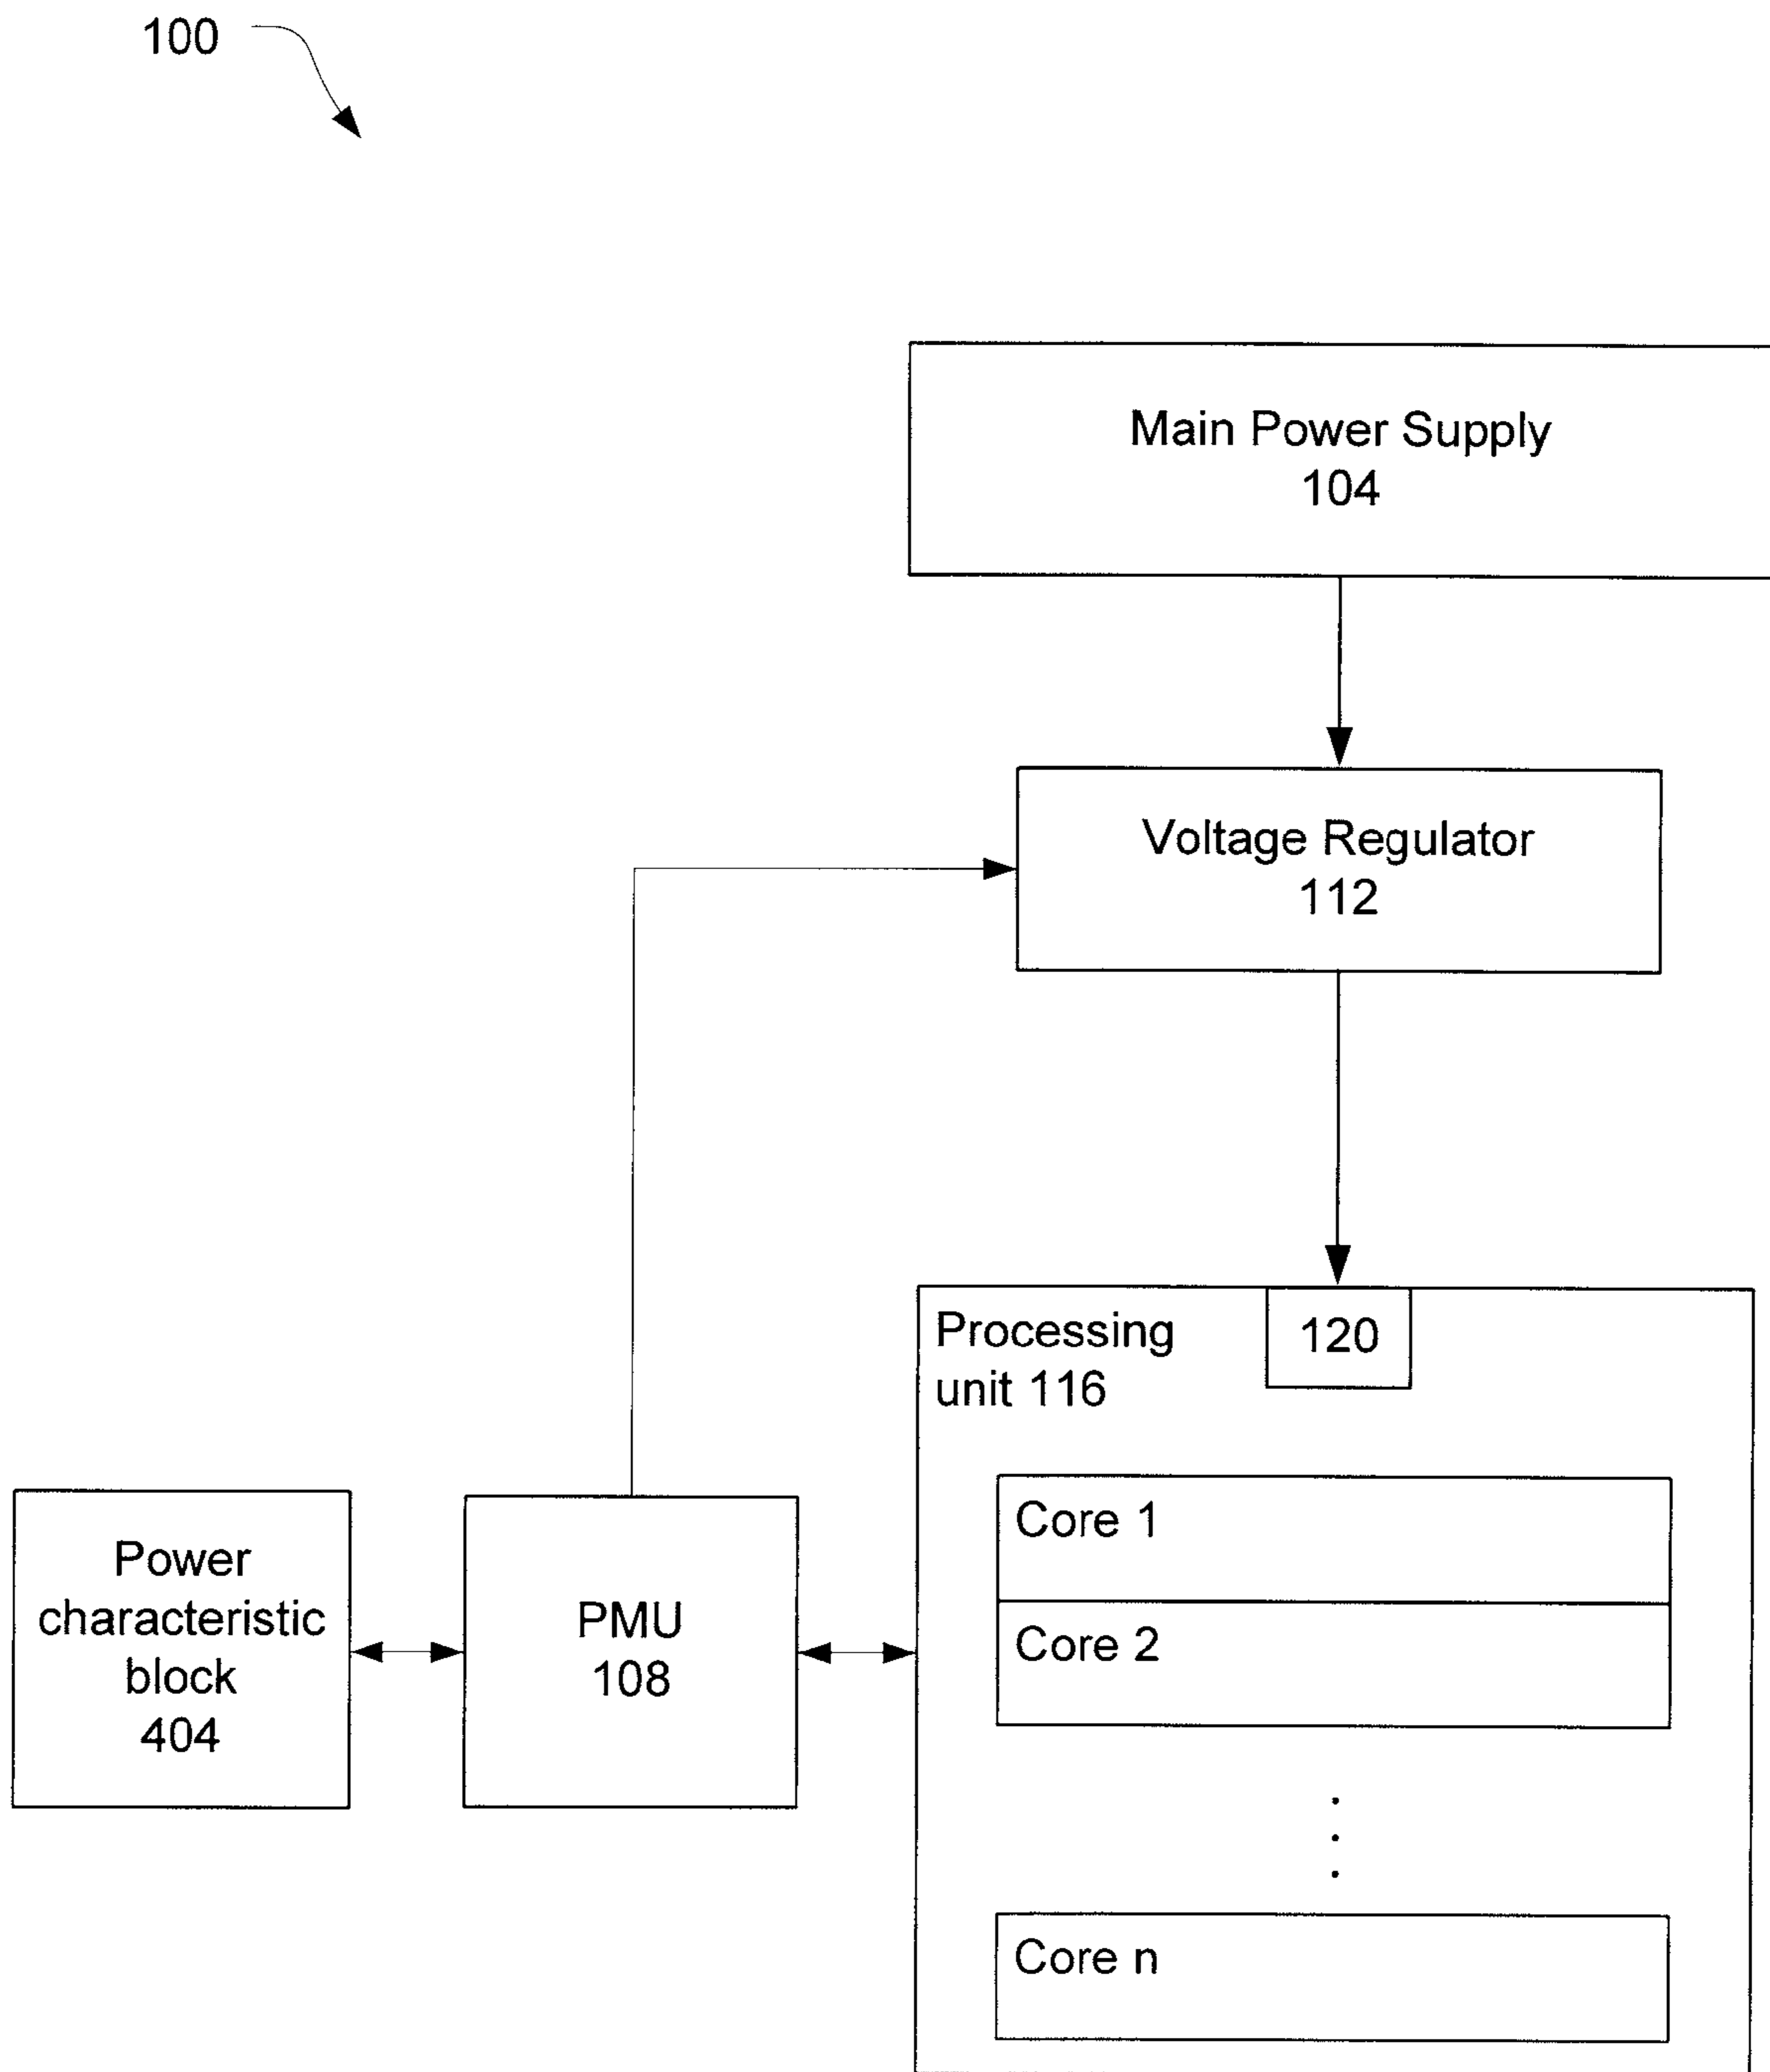 100
Main Power Supply
104
Voltage Regulator
112
Processing
unit 116
120
Core 1
Core 2
Core n
Power
characteristic
block
404
PMU
108